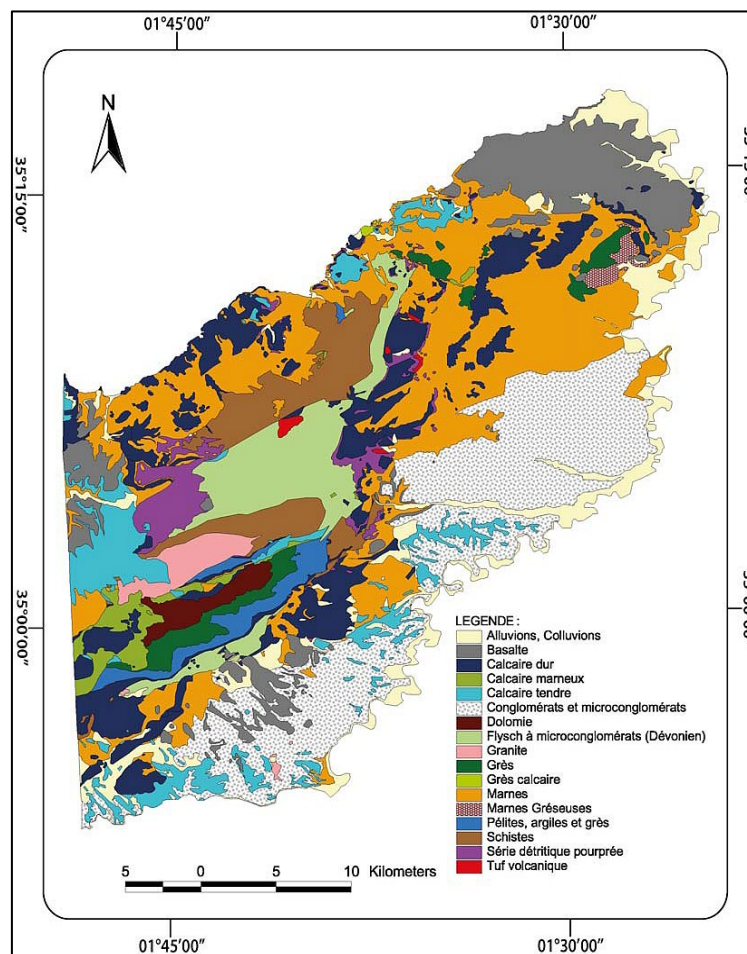 01°45'00" 01°30'00"
N
35°15'00"
35°00'00"
LEGENDE :
Alluvions, Colluvions
Basalte
Calcaire dur
Calcaire marneux
Calcaire tendre
Conglomérats et microconglomérats
Dolomie
Flysch à microconglomérats (Dévonien)
Granite
Grès
Grès calcaire
Marnes
Marnes Gréseuses
Pélites, argiles et grès
Schistes
Série détritique pourprée
Tuf volcanique
5 0 5 10 Kilometers
01°45'00" 01°30'00"